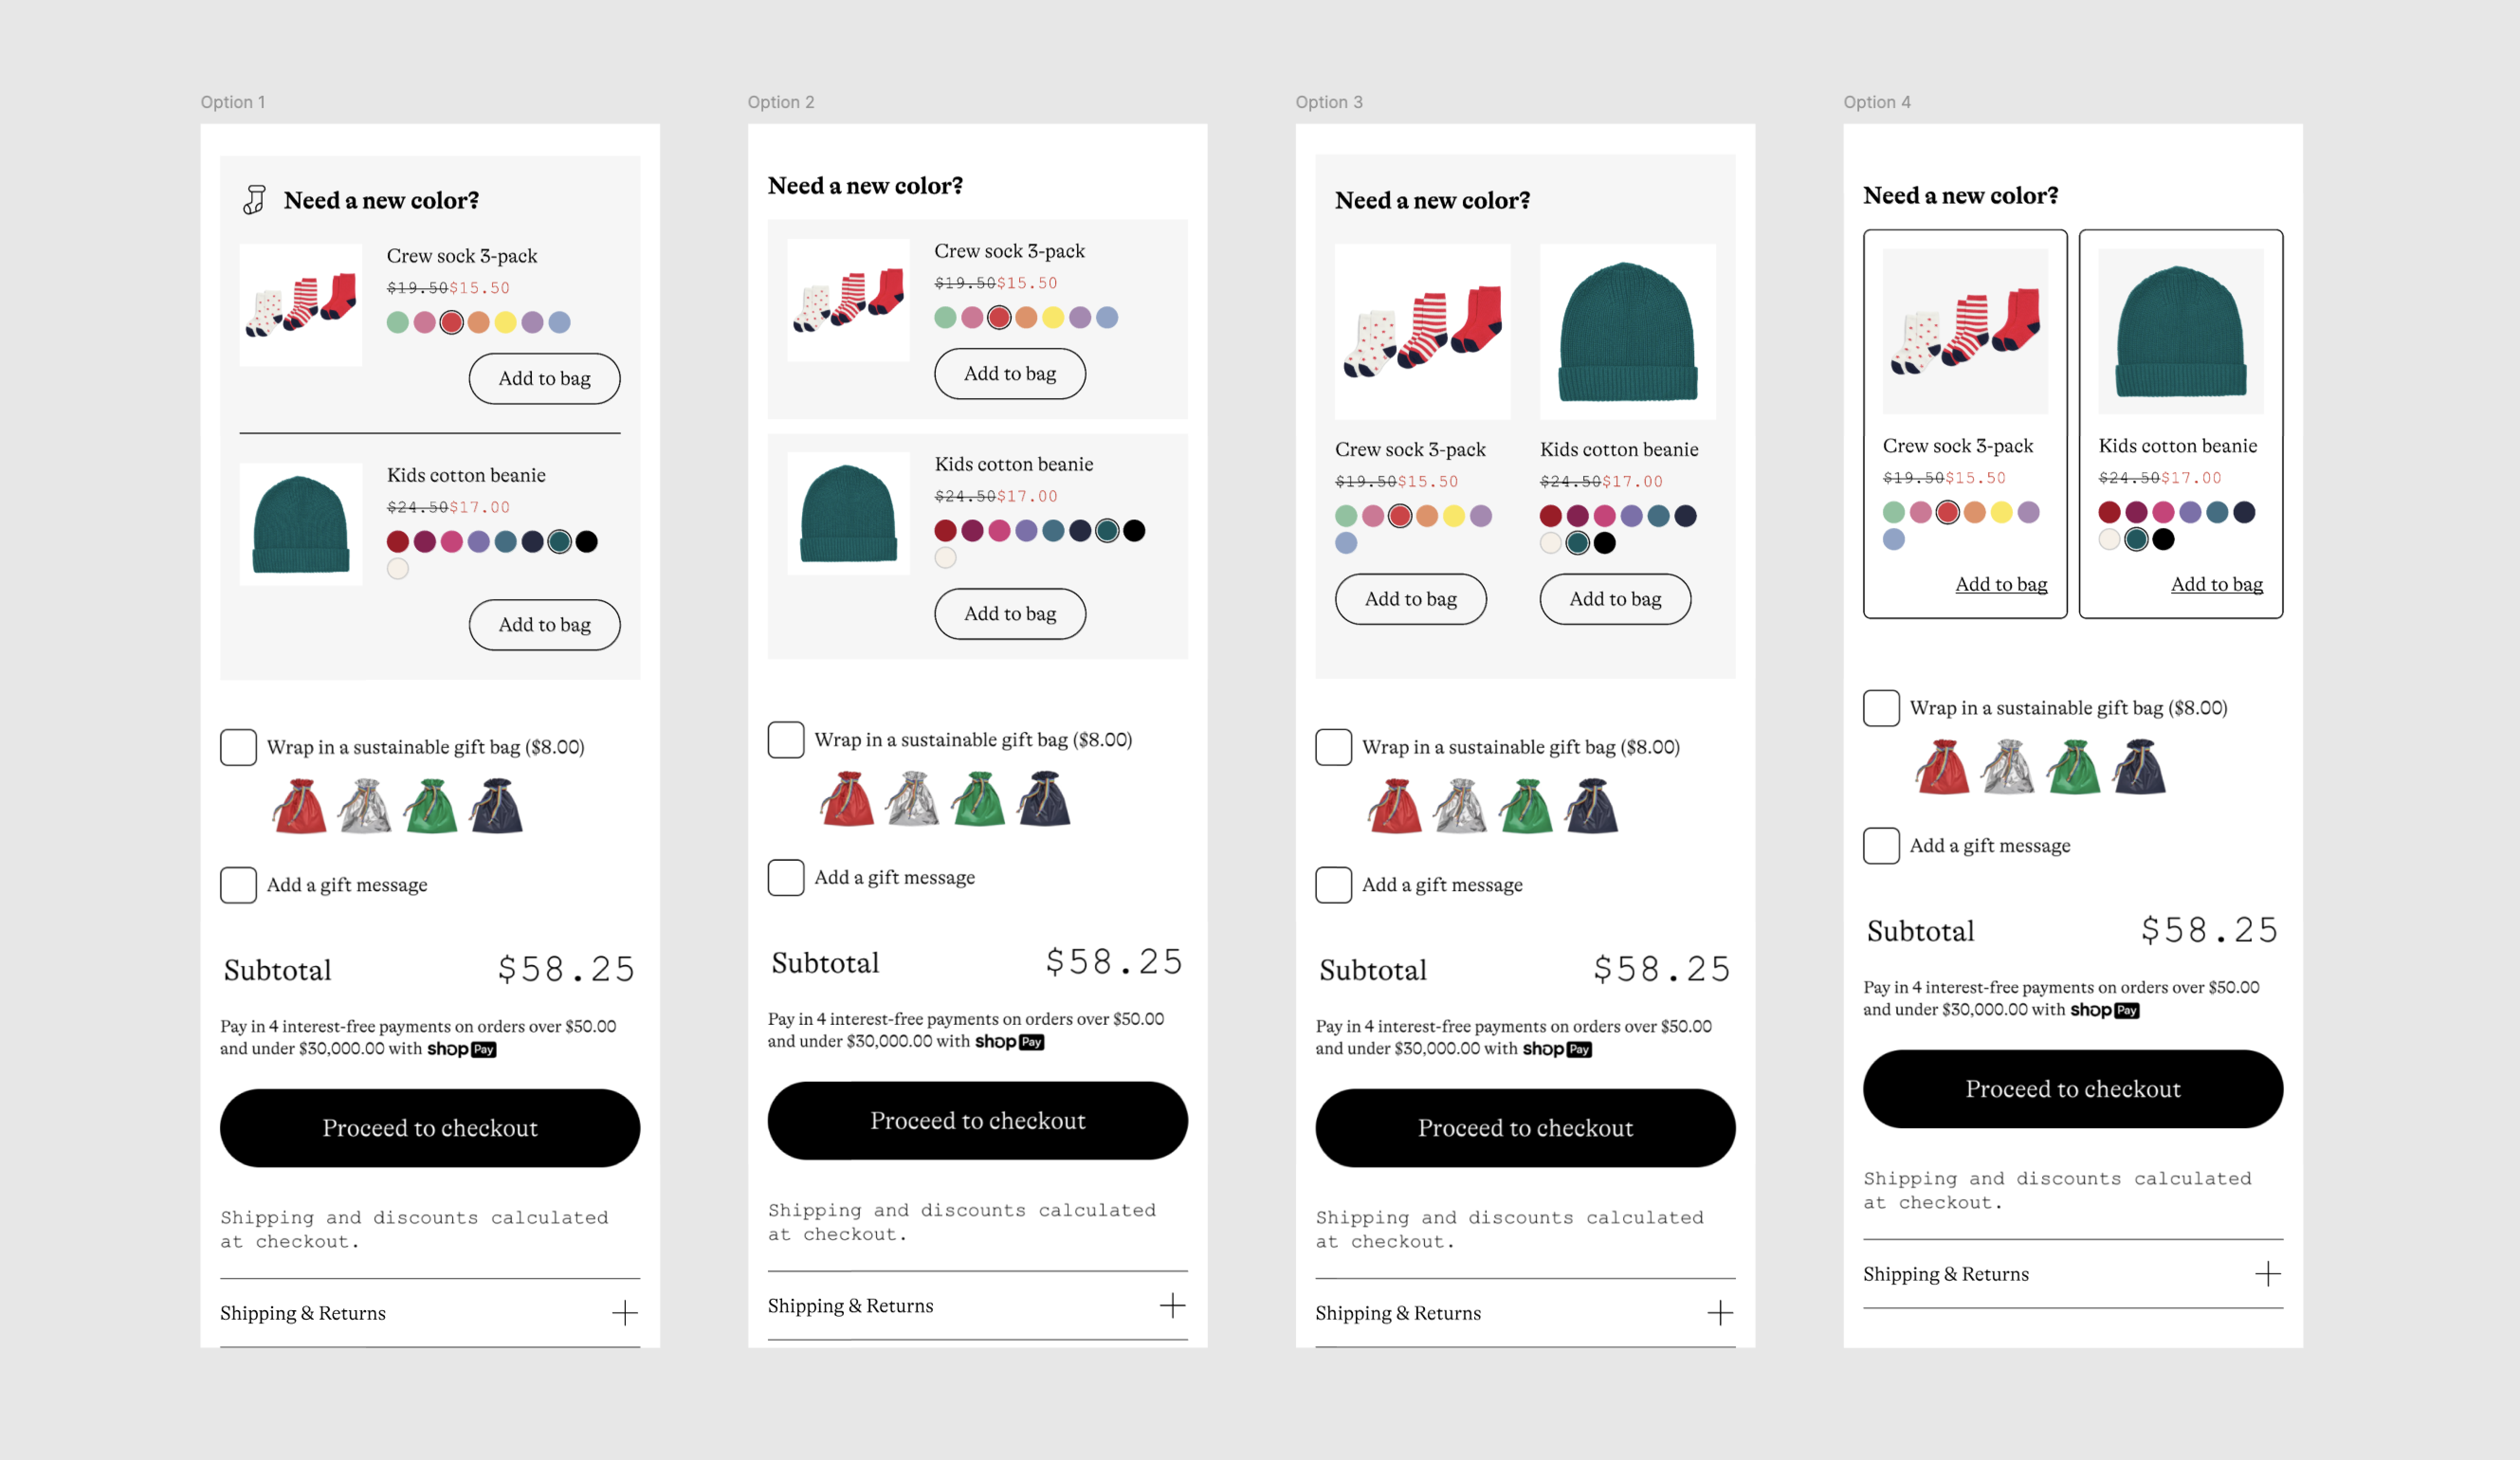 Option 1
Need a new color?
Crew sock 3-pack
$19.50$15.50
Add to bag
Kids cotton beanie
$24.50$17.00
Add to bag
Wrap in a sustainable gift bag ($8.00)
Add a gift message
Subtotal $58.25
Pay in 4 interest-free payments on orders over $50.00
and under $30,000.00 with shop Pay
Proceed to checkout
Shipping and discounts calculated
at checkout.
Shipping & Returns
Option 2
Need a new color?
Crew sock 3-pack
$19.50$15.50
Add to bag
Kids cotton beanie
$24.50$17.00
Add to bag
Wrap in a sustainable gift bag ($8.00)
Add a gift message
Subtotal $58.25
Pay in 4 interest-free payments on orders over $50.00
and under $30,000.00 with shop Pay
Proceed to checkout
Shipping and discounts calculated
at checkout.
Shipping & Returns
Option 3
Need a new color?
Crew sock 3-pack
$19.50$15.50
Add to bag
Kids cotton beanie
$24.50$17.00
Add to bag
Wrap in a sustainable gift bag ($8.00)
Add a gift message
Subtotal $58.25
Pay in 4 interest-free payments on orders over $50.00
and under $30,000.00 with shop Pay
Proceed to checkout
Shipping and discounts calculated
at checkout.
Shipping & Returns
Option 4
Need a new color?
Crew sock 3-pack
$19.50$15.50
Add to bag
Kids cotton beanie
$24.50$17.00
Add to bag
Wrap in a sustainable gift bag ($8.00)
Add a gift message
Subtotal $58.25
Pay in 4 interest-free payments on orders over $50.00
and under $30,000.00 with shop Pay
Proceed to checkout
Shipping and discounts calculated
at checkout.
Shipping & Returns